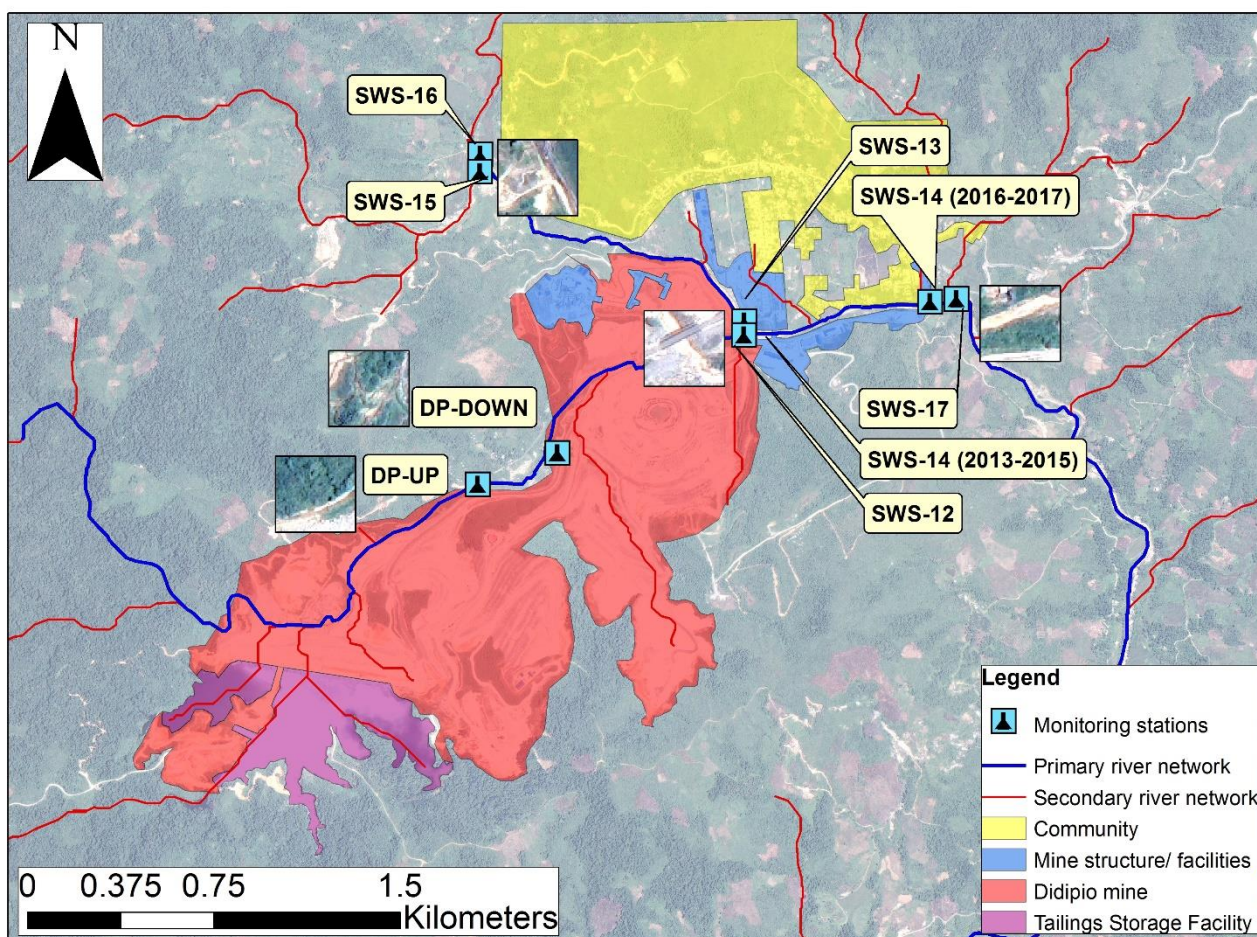 N
SWS-16
SWS-15
SWS-13
SWS-14 (2016-2017)
DP-DOWN
SWS-17
DP-UP
SWS-14 (2013-2015)
SWS-12
Legend
Monitoring stations
Primary river network
Secondary river network
Community
Mine structure/ facilities
Didipio mine
Tailings Storage Facility
0 0.375 0.75 1.5
Kilometers